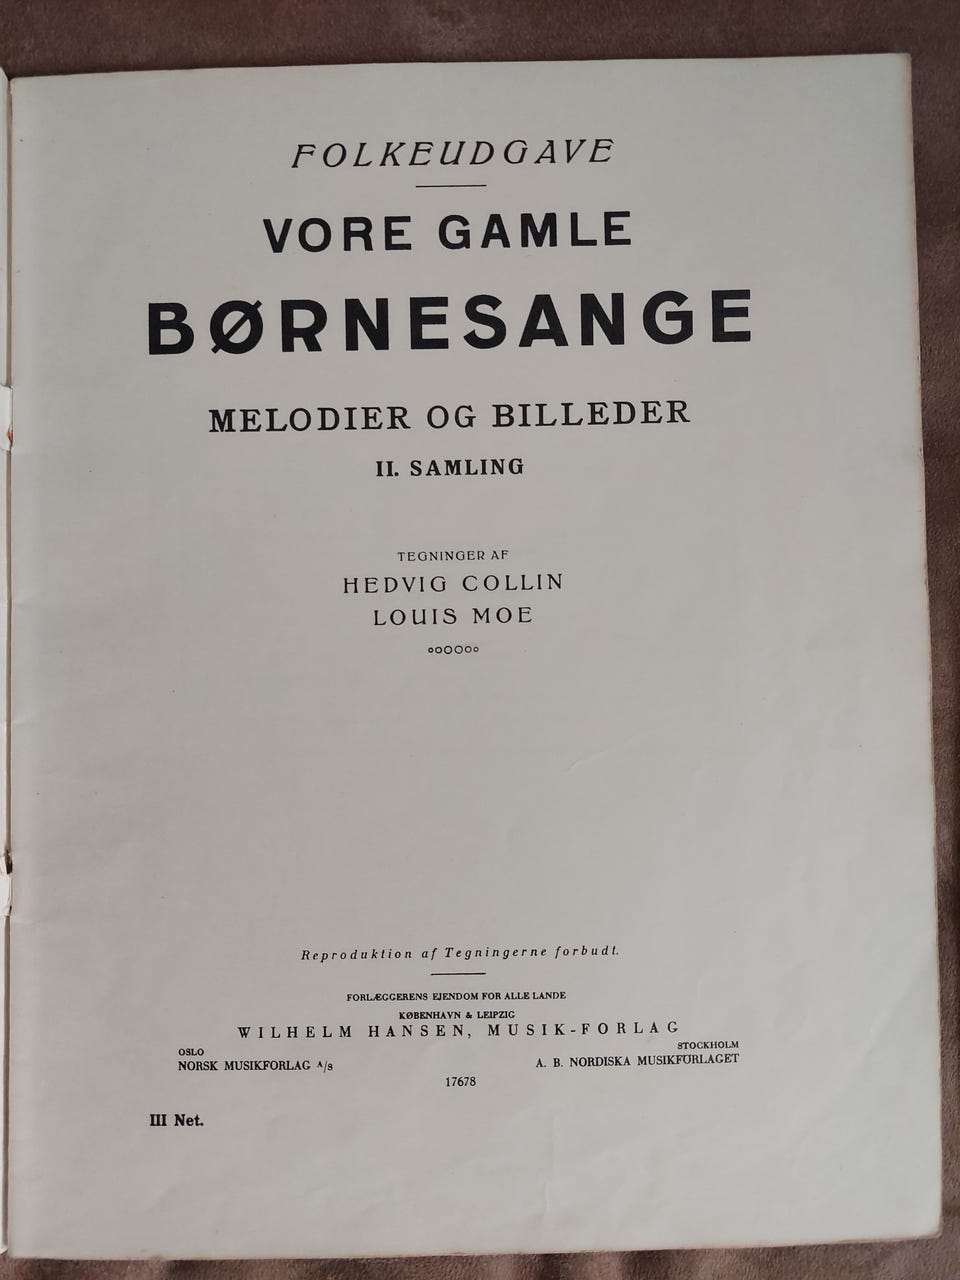 FOLKEUDGAVE
VORE GAMLE
BØRNESANGE
MELODIER OG BILLEDER
II. SAMLING
TEGNINGER AF
HEDVIG COLLIN
LOUIS MOE
Reproduktion af Tegningerne forbudt.
FORLÆGGERENS EJENDOM FOR ALLE LANDE
KØBENHAVN & LEIPZIG
WILHELM HANSEN, MUSIK-FORLAG
OSLO
NORSK MUSIKFORLAG A/S
STOCKHOLM
A. B. NORDISKA MUSIKFÖRLAGET
17678
III Net.